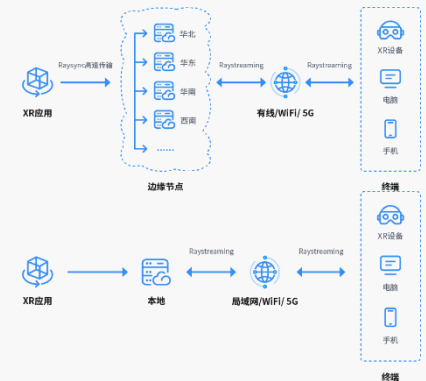 华北
XR设备
Raysync高速传输
华东
Raystreaming
Raystreaming
华南
电脑
XR应用
西南
有线/WiFi/ 5G
手机
......
边缘节点
终端
XR设备
Raystreaming
Raystreaming
电脑
XR应用
本地
局域网/WiFi/ 5G
手机
终端